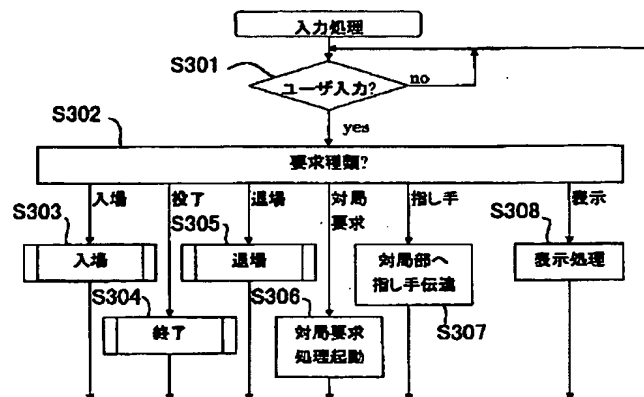 入力処理
S301
ユーザ入力?
no
yes
S302
要求種類?
入場
投了
退場
対局
要求
指し手
表示
S303
入場
S304
終了
S305
退場
S306
対局要求
処理起動
対局部へ
指し手伝達
S307
S308
表示処理